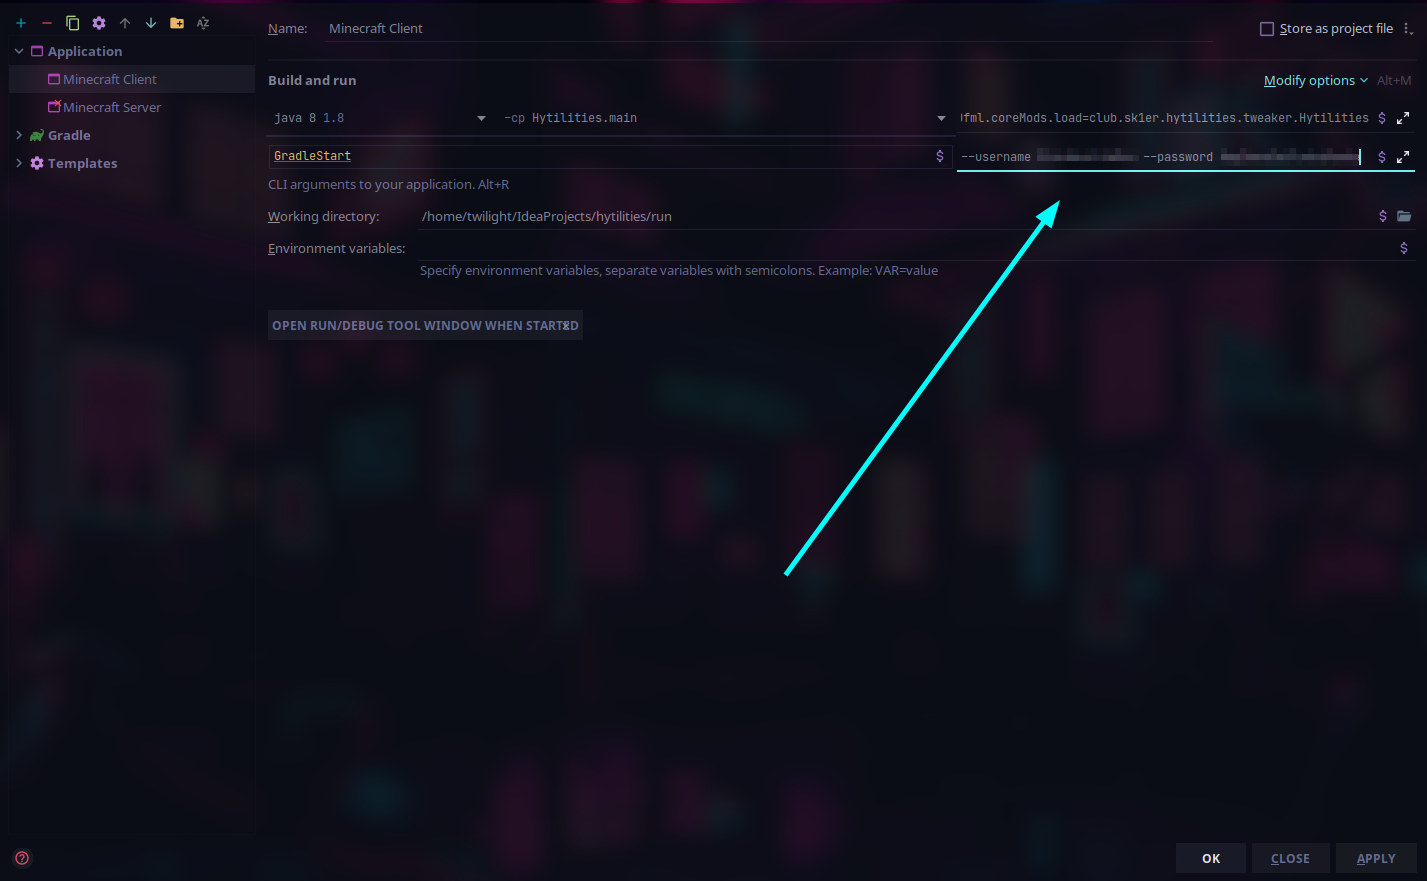 Name: Minecraft Client Store as project file
Application
Minecraft Client
Minecraft Server
Gradle
Templates
Build and run Modify options Alt+M
java 8 1.8 -cp Hytilities.main fml.coreMods.load=club.sk1er.hytilities.tweaker.Hytilities $
GradleStart $ --username --password $
CLI arguments to your application. Alt+R
Working directory: /home/twilight/IdeaProjects/hytilities/run $
Environment variables: $
Specify environment variables, separate variables with semicolons. Example: VAR=value
OPEN RUN/DEBUG TOOL WINDOW WHEN STARTED
? OK CLOSE APPLY